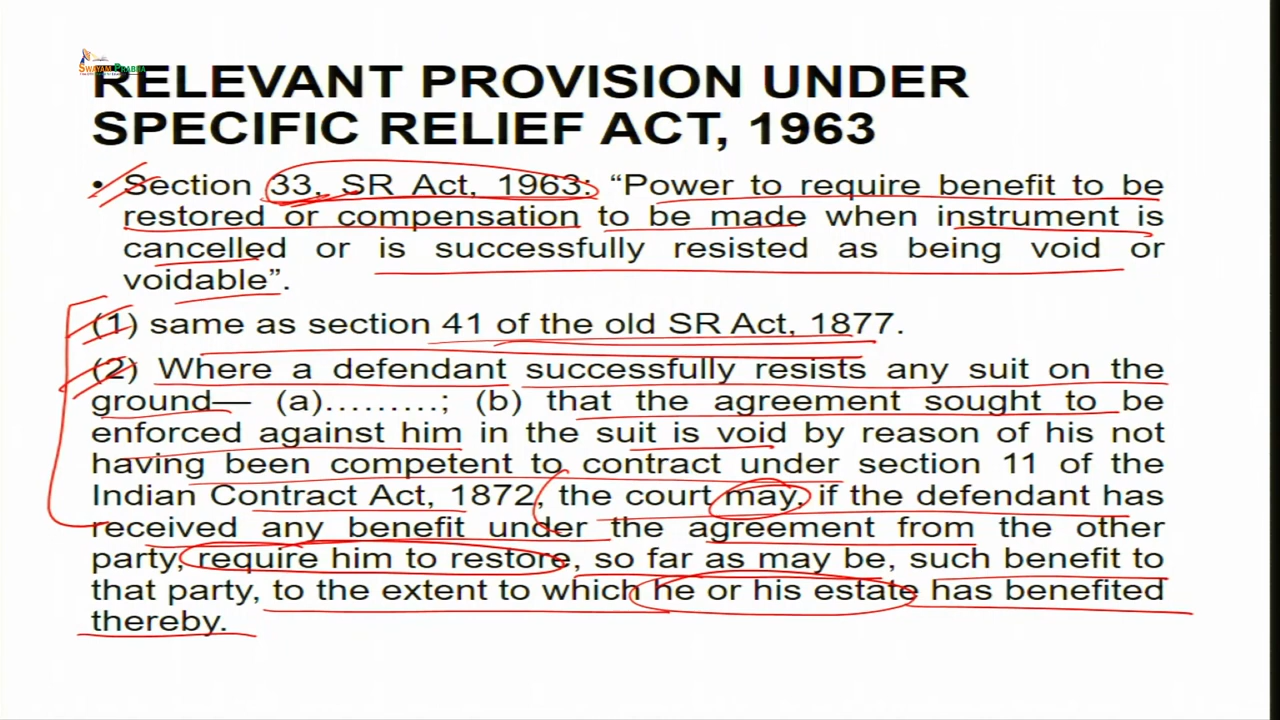 SWAYAM PRABHA
RELEVANT PROVISION UNDER
SPECIFIC RELIEF ACT, 1963
• Section 33, SR Act, 1963: “Power to require benefit to be
restored or compensation to be made when instrument is
cancelled or is successfully resisted as being void or
voidable”.
(1) same as section 41 of the old SR Act, 1877.
(2) Where a defendant successfully resists any suit on the
ground— (a)………; (b) that the agreement sought to be
enforced against him in the suit is void by reason of his not
having been competent to contract under section 11 of the
Indian Contract Act, 1872, the court may, if the defendant has
received any benefit under the agreement from the other
party, require him to restore, so far as may be, such benefit to
that party, to the extent to which he or his estate has benefited
thereby.